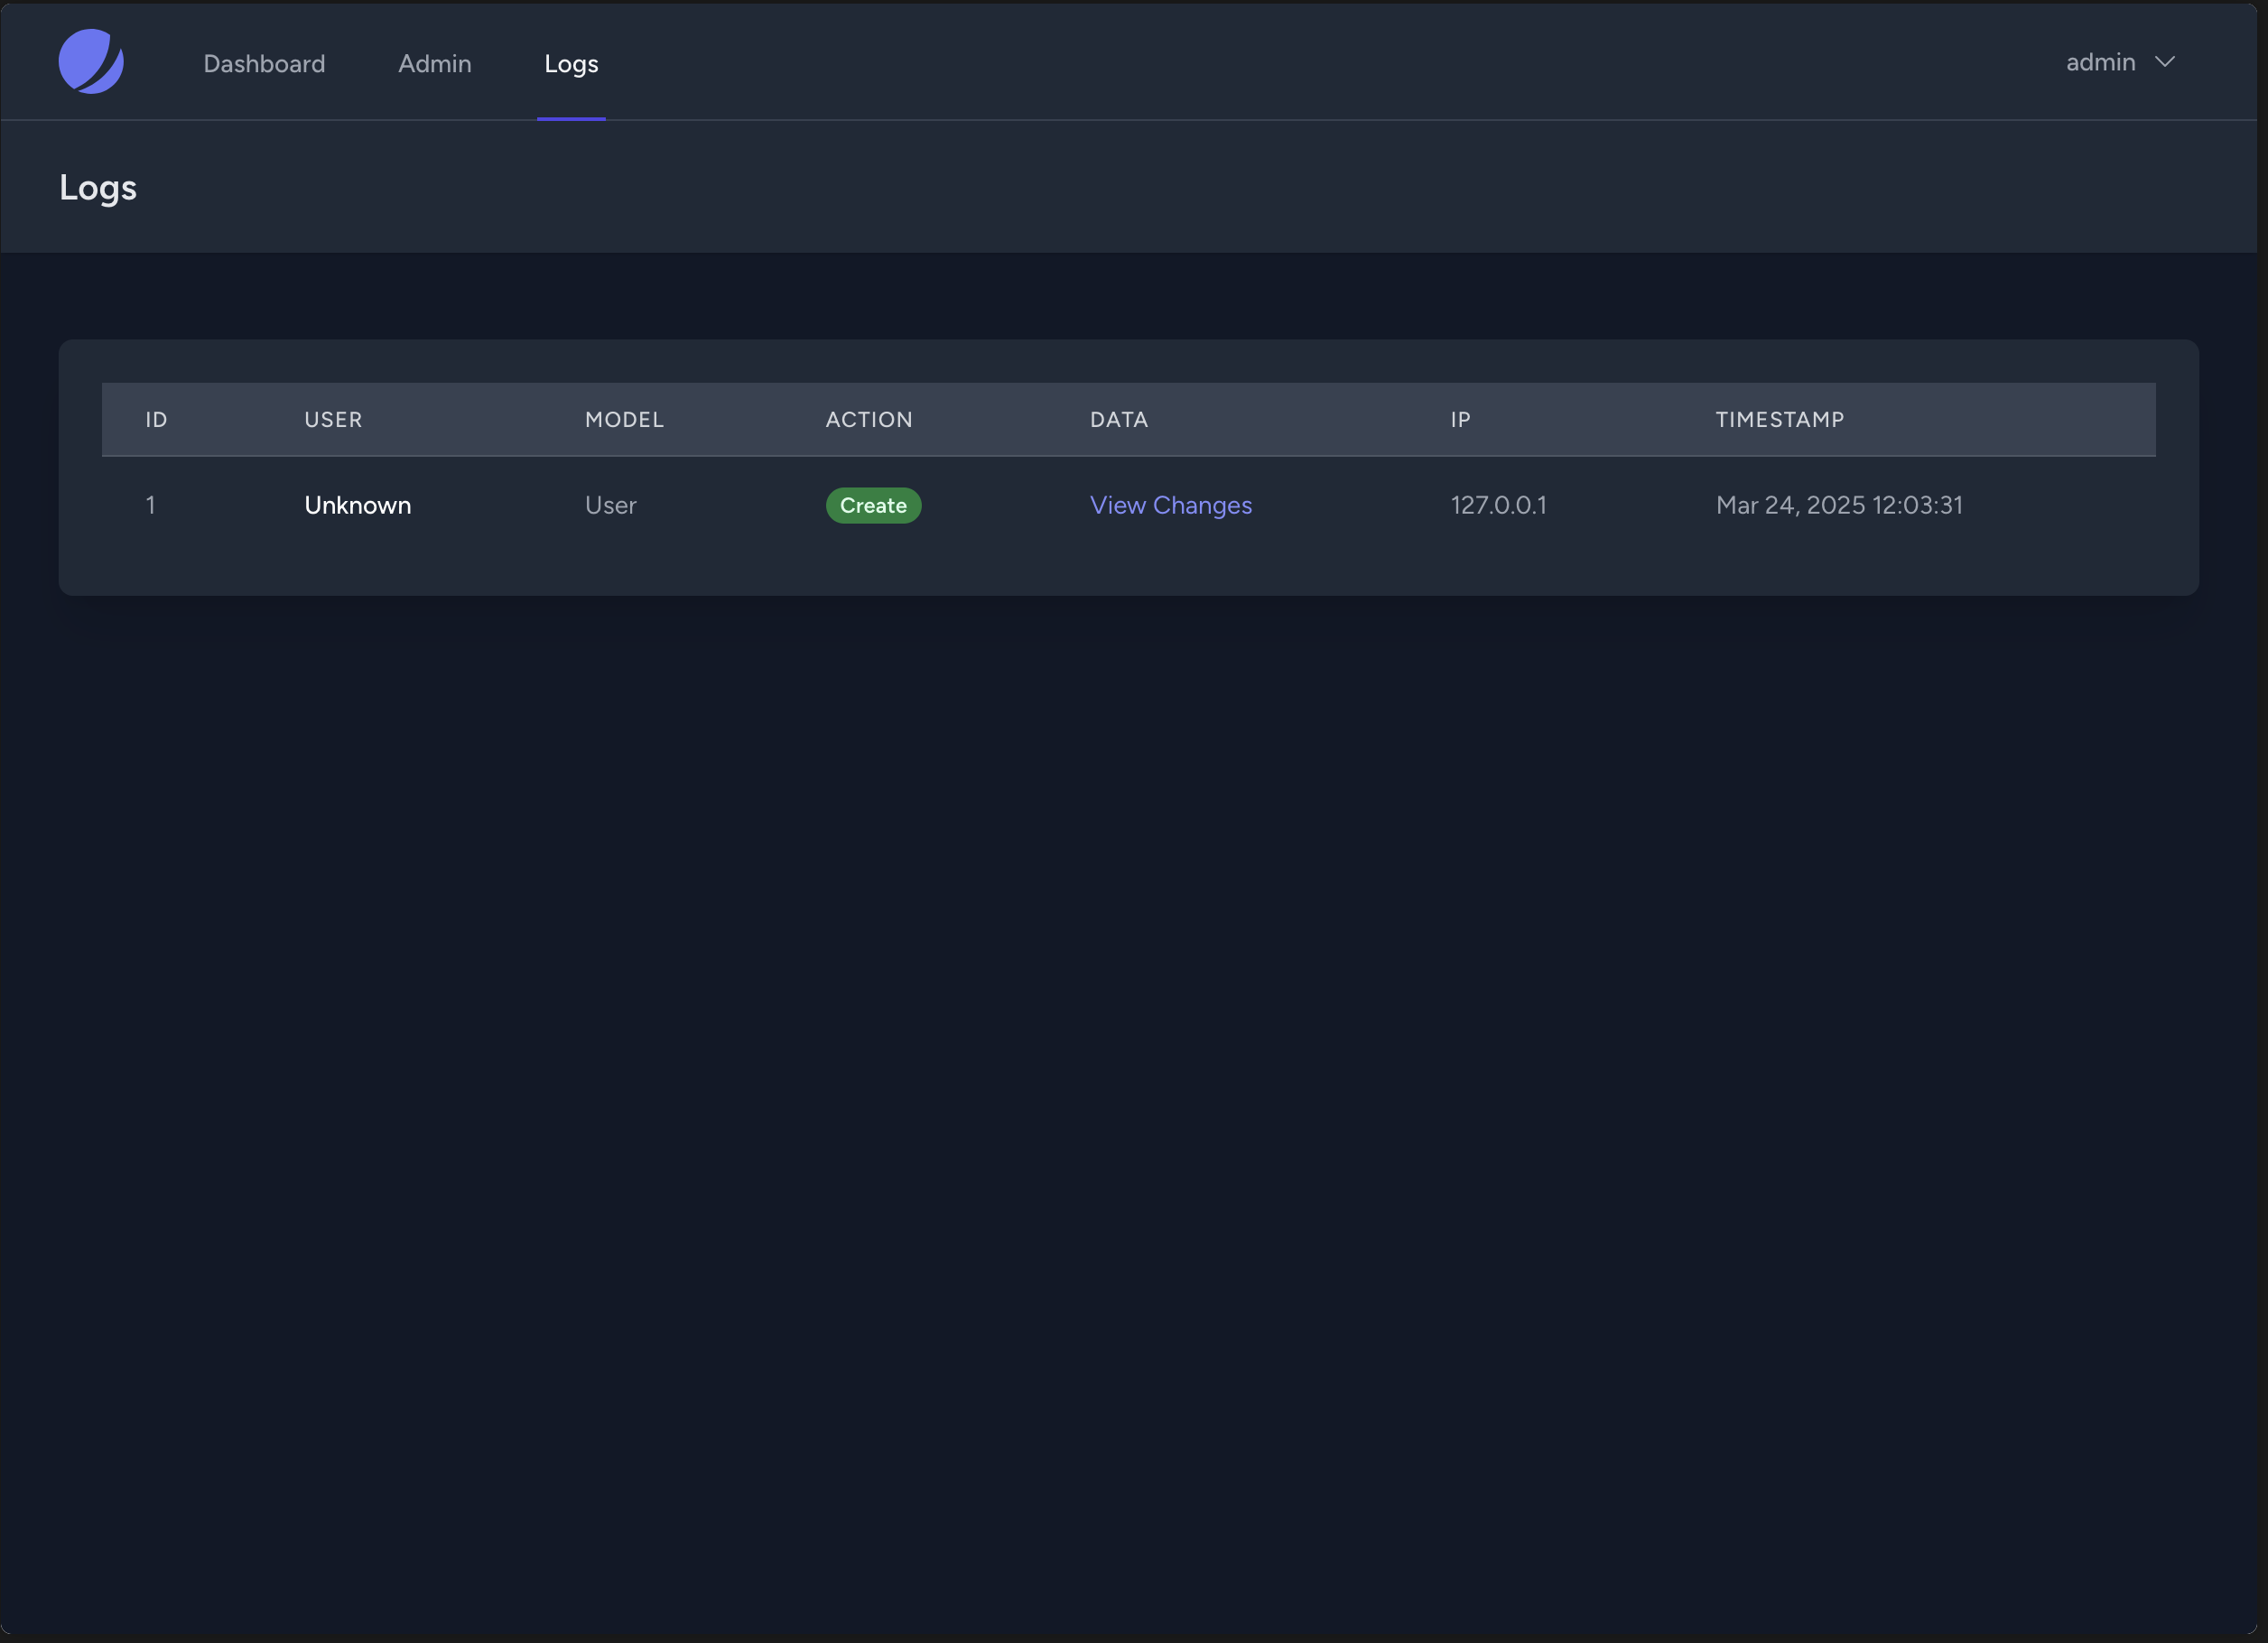 Dashboard Admin Logs admin
Logs
ID USER MODEL ACTION DATA IP TIMESTAMP
1 Unknown User Create View Changes 127.0.0.1 Mar 24, 2025 12:03:31